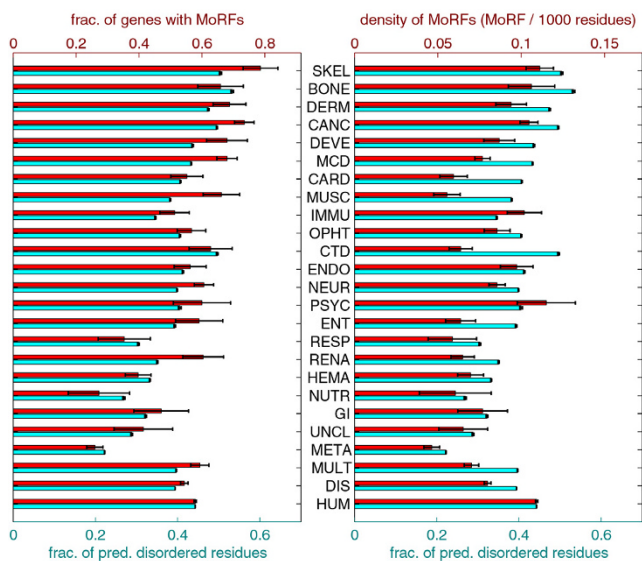 frac. of genes with MoRFs
density of MoRFs (MoRF / 1000 residues)
0 0.2 0.4 0.6 0.8
0 0.05 0.1 0.15
SKEL
BONE
DERM
CANC
DEVE
MCD
CARD
MUSC
IMMU
OPHT
CTD
ENDO
NEUR
PSYC
ENT
RESP
RENA
HEMA
NUTR
GI
UNCL
META
MULT
DIS
HUM
0 0.2 0.4 0.6
0 0.2 0.4 0.6
frac. of pred. disordered residues
frac. of pred. disordered residues